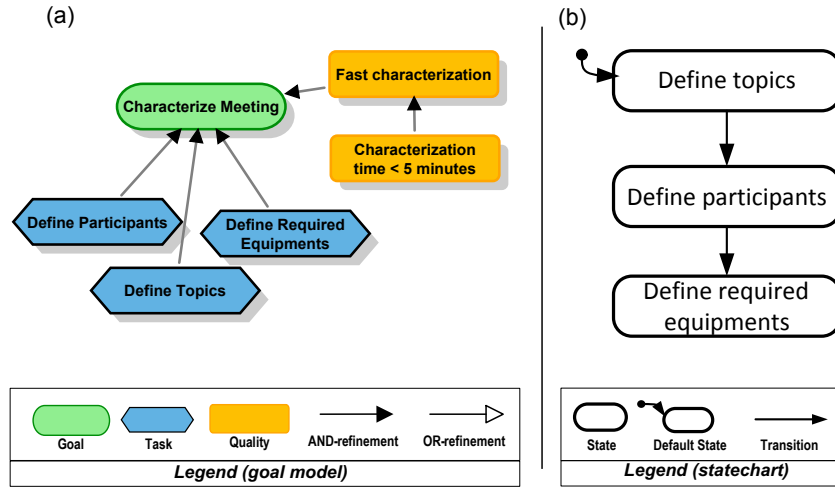 (a)
Characterize Meeting
Fast characterization
Characterization
time < 5 minutes
Define Participants
Define Required
Equipments
Define Topics
Goal
Task
Quality
AND-refinement
OR-refinement
Legend (goal model)
(b)
Define topics
Define participants
Define required
equipments
State
Default State
Transition
Legend (statechart)